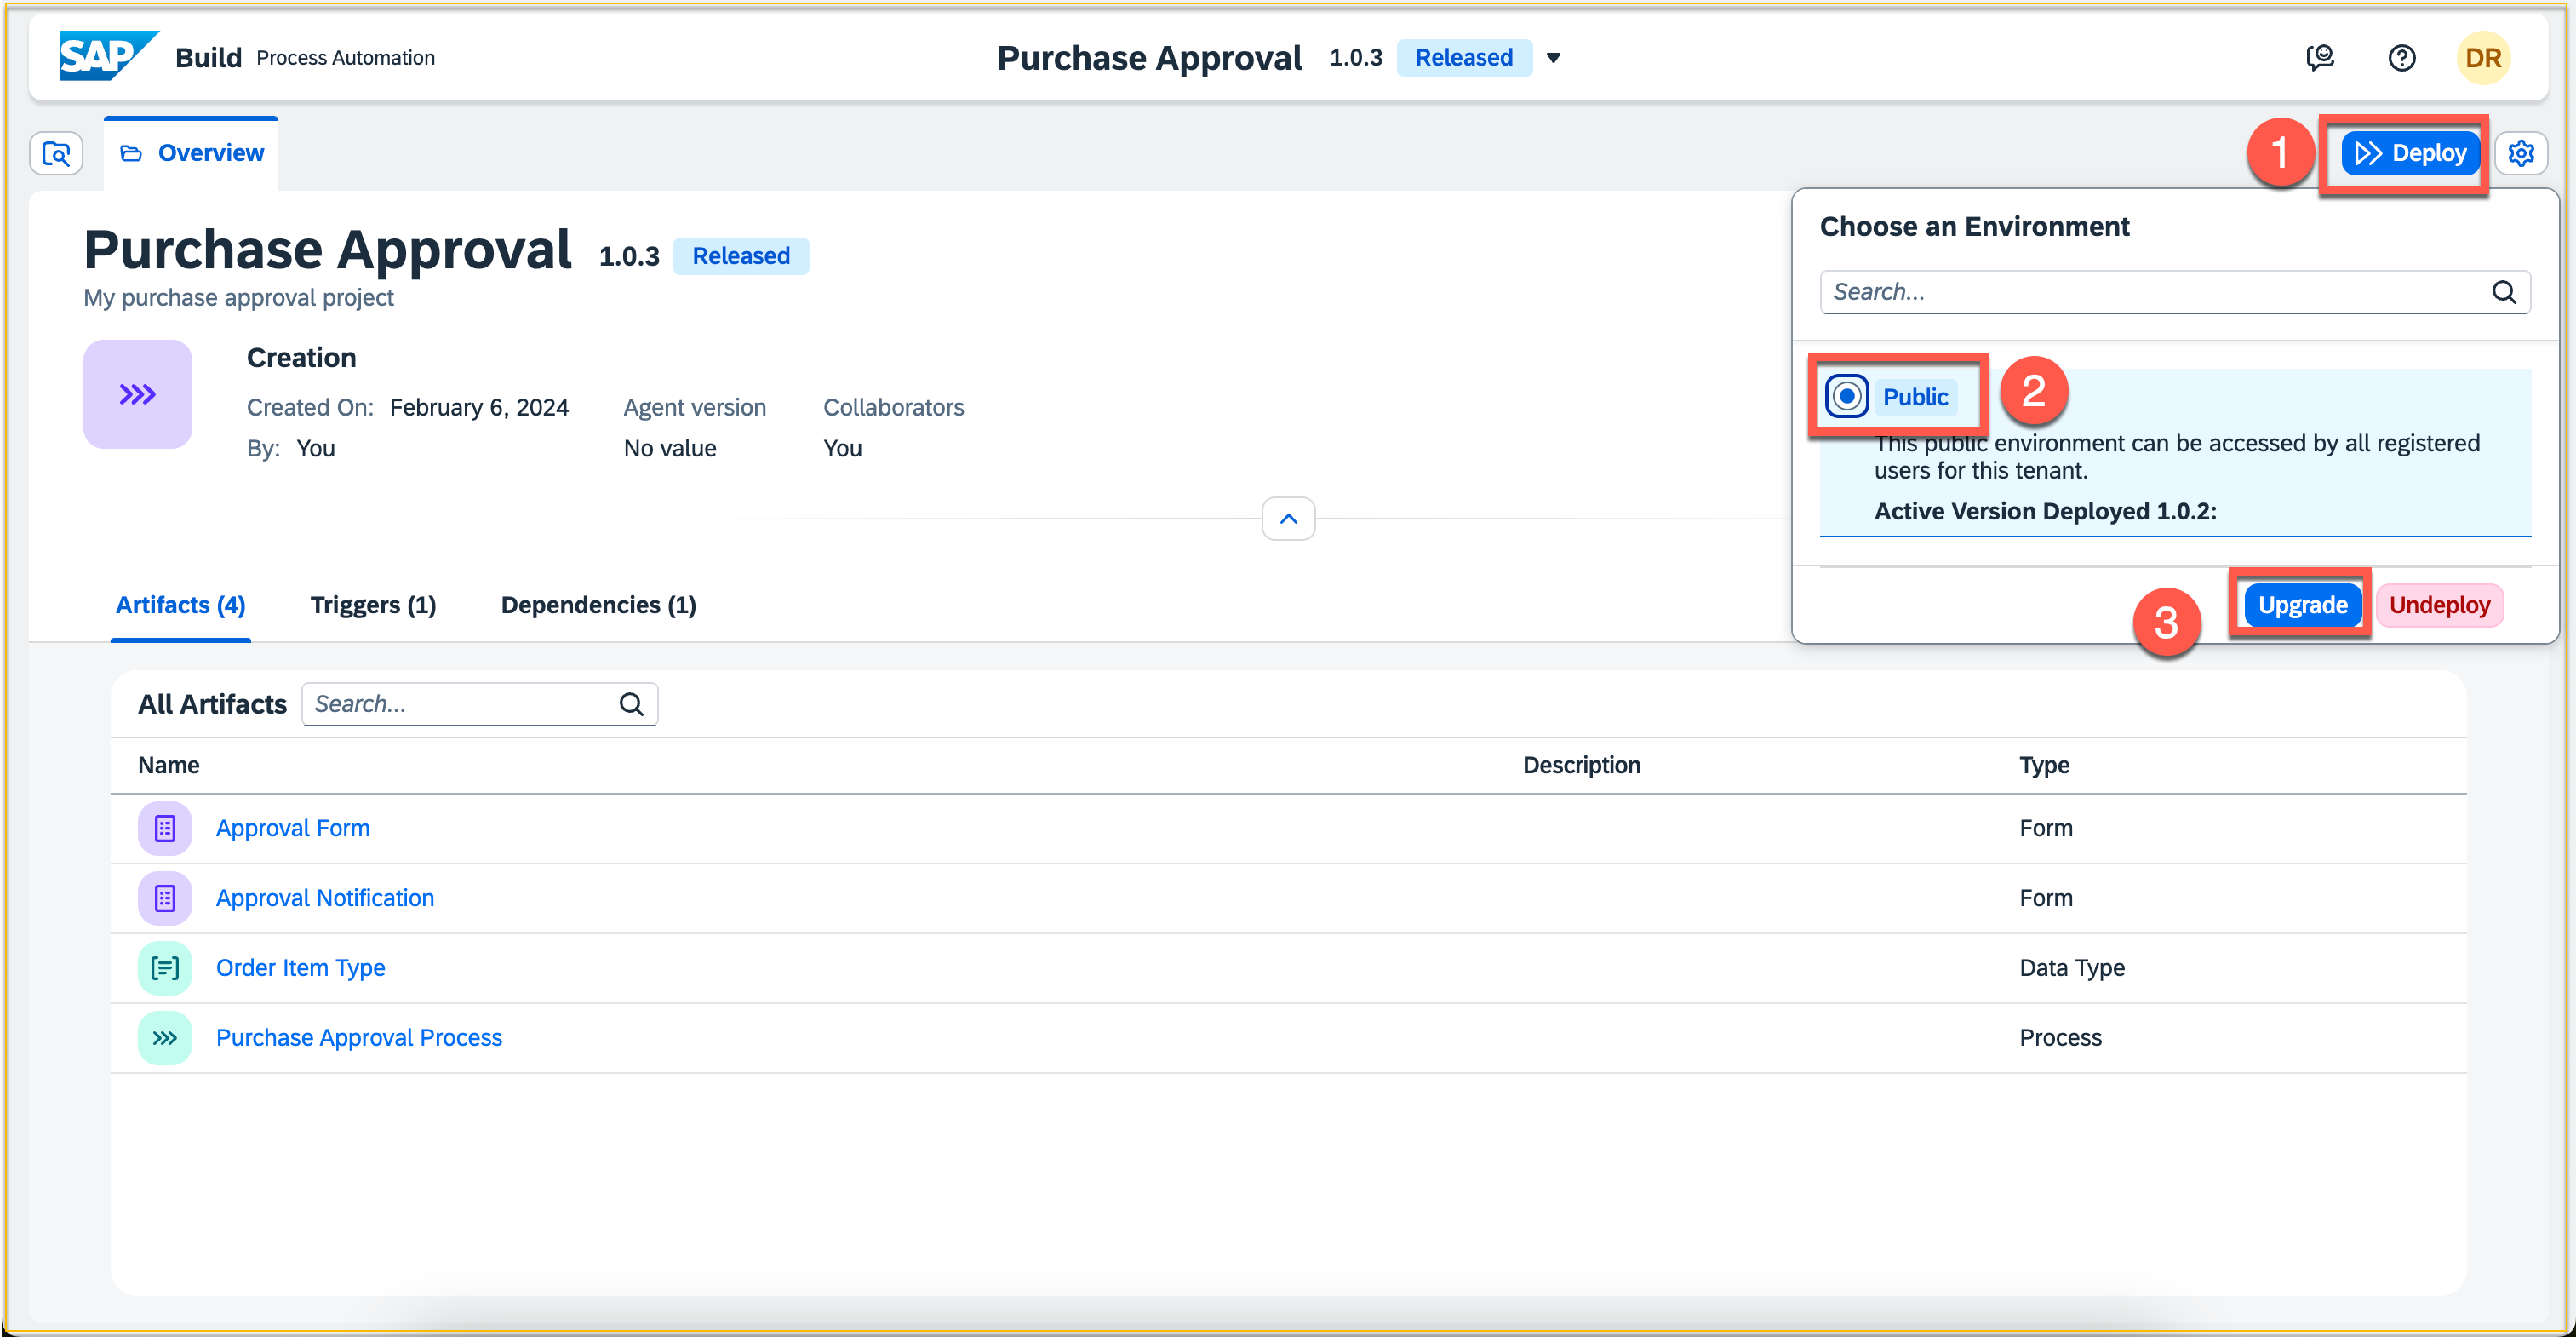 SAP Build Process Automation
Purchase Approval 1.0.3 Released
DR
Overview
1
Deploy
Purchase Approval 1.0.3 Released
My purchase approval project
Creation
Created On: February 6, 2024
By: You
Agent version
No value
Collaborators
You
Choose an Environment
Search...
Public
2
This public environment can be accessed by all registered
users for this tenant.
Active Version Deployed 1.0.2:
3
Upgrade
Undeploy
Artifacts (4)
Triggers (1)
Dependencies (1)
All Artifacts
Search...
Name Description Type
Approval Form Form
Approval Notification Form
Order Item Type Data Type
Purchase Approval Process Process